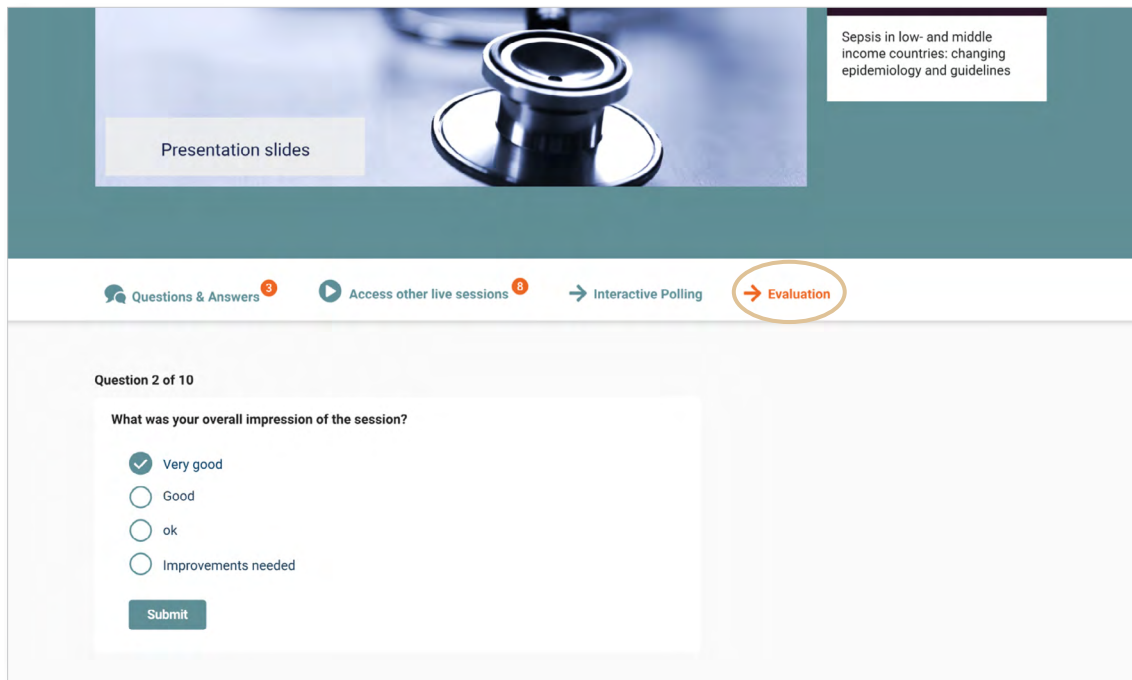 Sepsis in low- and middle
income countries: changing
epidemiology and guidelines
Presentation slides
Questions & Answers 3
Access other live sessions 8
Interactive Polling
Evaluation
Question 2 of 10
What was your overall impression of the session?
Very good
Good
ok
Improvements needed
Submit